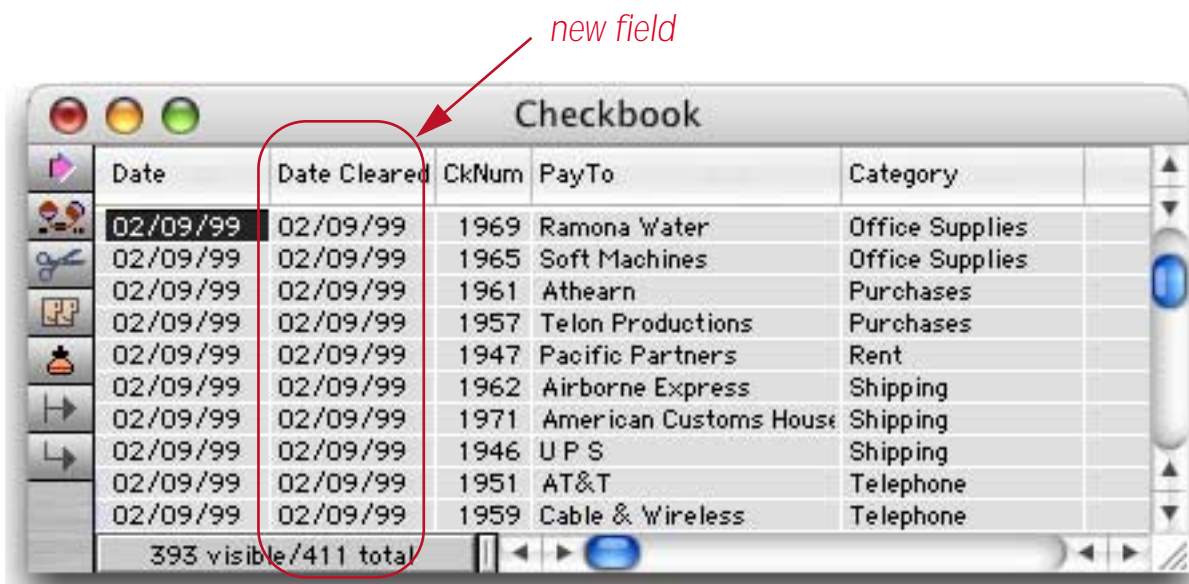 new field
Checkbook
Date Date Cleared CkNum PayTo Category
02/09/99 02/09/99 1969 Ramona Water Office Supplies
02/09/99 02/09/99 1965 Soft Machines Office Supplies
02/09/99 02/09/99 1961 Athearn Purchases
02/09/99 02/09/99 1957 Telon Productions Purchases
02/09/99 02/09/99 1947 Pacific Partners Rent
02/09/99 02/09/99 1962 Airborne Express Shipping
02/09/99 02/09/99 1971 American Customs House Shipping
02/09/99 02/09/99 1946 U P S Shipping
02/09/99 02/09/99 1951 AT&T Telephone
02/09/99 02/09/99 1959 Cable & Wireless Telephone
393 visible/411 total